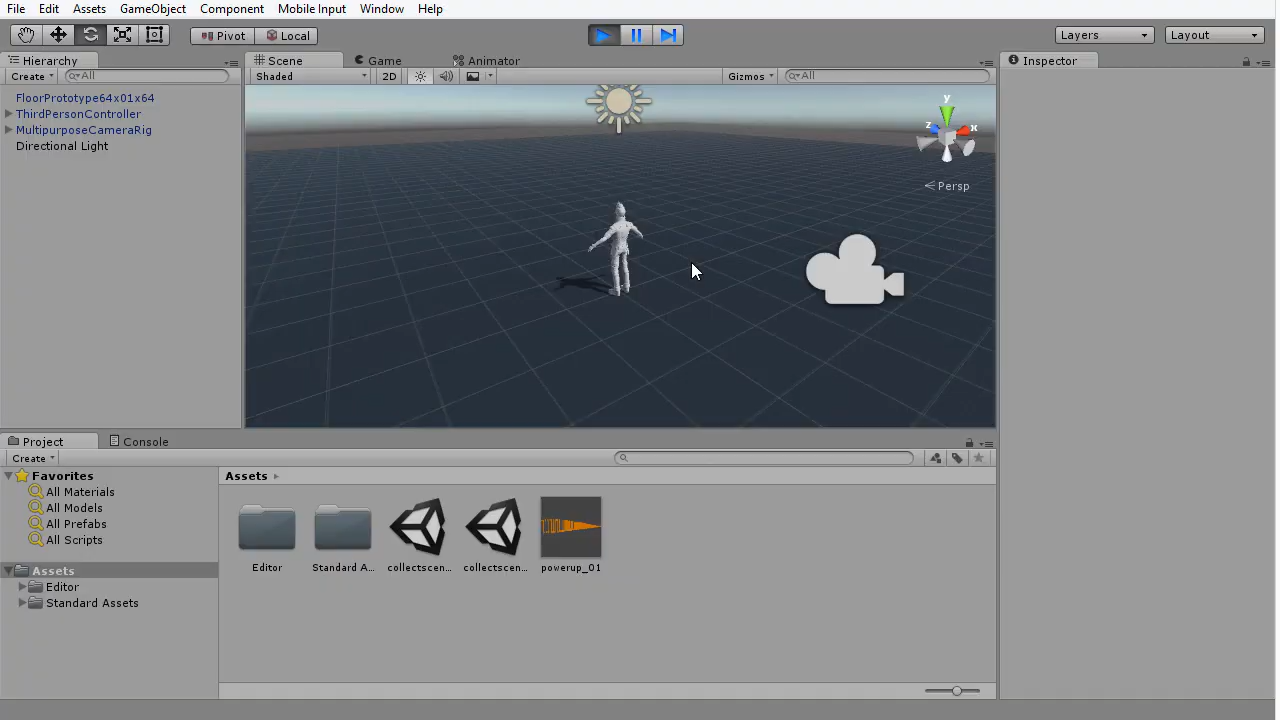 File Edit Assets GameObject Component Mobile Input Window Help
Pivot Local Layers Layout
Hierarchy Scene Game Animator Inspector
Create All Shaded 2D Gizmos All
FloorPrototype64x01x64
ThirdPersonController
MultipurposeCameraRig
Directional Light
y
z x
Persp
Project Console
Create
Favorites
All Materials
All Models
All Prefabs
All Scripts
Assets
Editor
Standard Assets
Assets
Editor Standard A... collectscen... collectscen... powerup_01